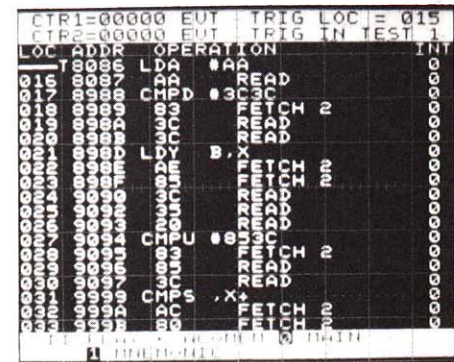 CTR1=00000 EVT TRIG LOC = 015
CTR2=00000 EVT TRIG IN TEST 1
LOC ADDR OPERATION INT
T8086 LDA #AA 0
016 8087 AA READ 0
017 8988 CMPD #3C3C 0
018 8989 83 FETCH 2 0
019 898A 3C READ 0
020 898B 3C READ 0
021 898D LDY B,X 0
022 898E AE FETCH 2 0
023 898F 85 FETCH 2 0
024 9090 3C READ 0
025 9092 35 READ 0
026 9093 20 READ 0
027 9094 CMPU #853C 0
028 9095 83 FETCH 2 0
029 9096 85 READ 0
030 9097 3C READ 0
031 9999 CMPS ,X+ 0
032 999A AC FETCH 2 0
033 999B 80 FETCH 2 0
0 MAIN
1 MNEMONIC